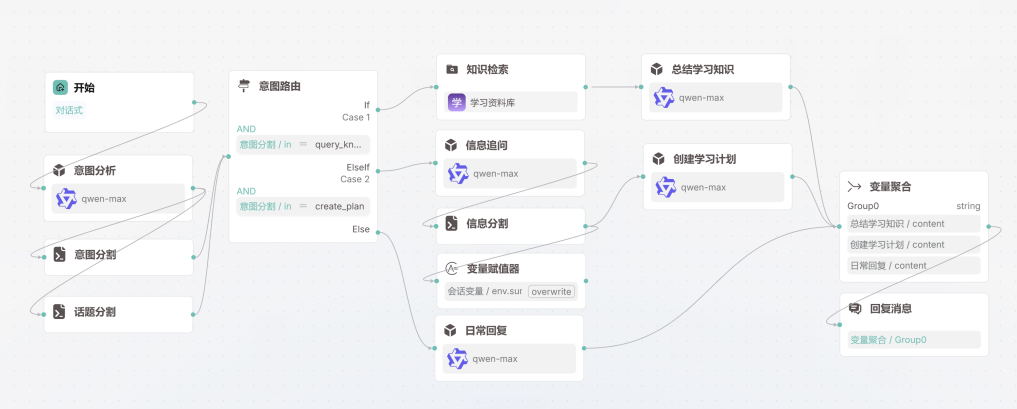 开始
对话式
意图分析
qwen-max
意图分割
话题分割
意图路由
If
Case 1
AND
意图分割 / in = query_kn...
ElseIf
Case 2
AND
意图分割 / in = create_plan
Else
知识检索
学 学习资料库
信息追问
qwen-max
信息分割
变量赋值器
会话变量 / env.sur overwrite
日常回复
qwen-max
总结学习知识
qwen-max
创建学习计划
qwen-max
变量聚合
Group0 string
总结学习知识 / content
创建学习计划 / content
日常回复 / content
回复消息
变量聚合 / Group0